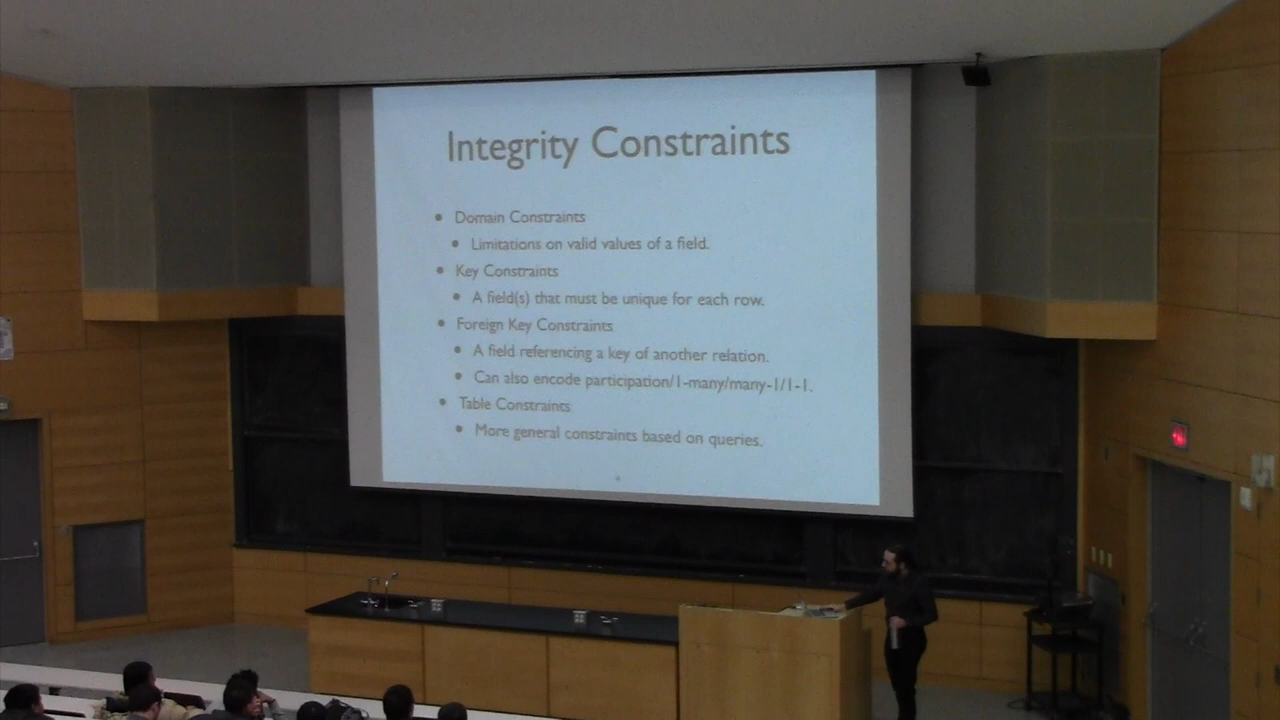 Integrity Constraints
• Domain Constraints
• Limitations on valid values of a field.
• Key Constraints
• A field(s) that must be unique for each row.
• Foreign Key Constraints
• A field referencing a key of another relation.
• Can also encode participation/1-many/many-1/1-1.
• Table Constraints
• More general constraints based on queries.